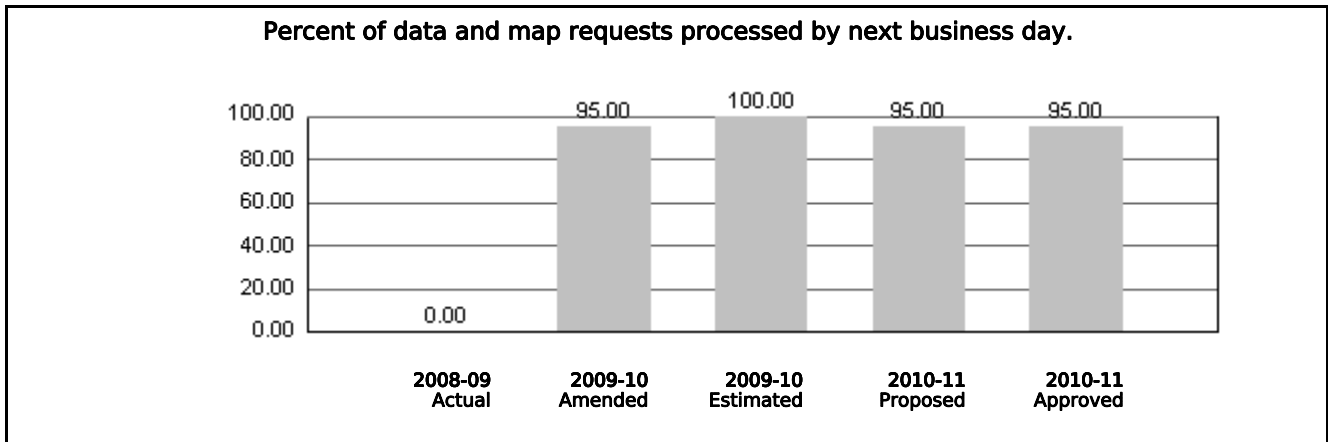 Percent of data and map requests processed by next business day.
95.00 100.00 95.00 95.00
100.00
80.00
60.00
40.00
20.00
0.00
0.00
2008-09 2009-10 2009-10 2010-11 2010-11
Actual Amended Estimated Proposed Approved